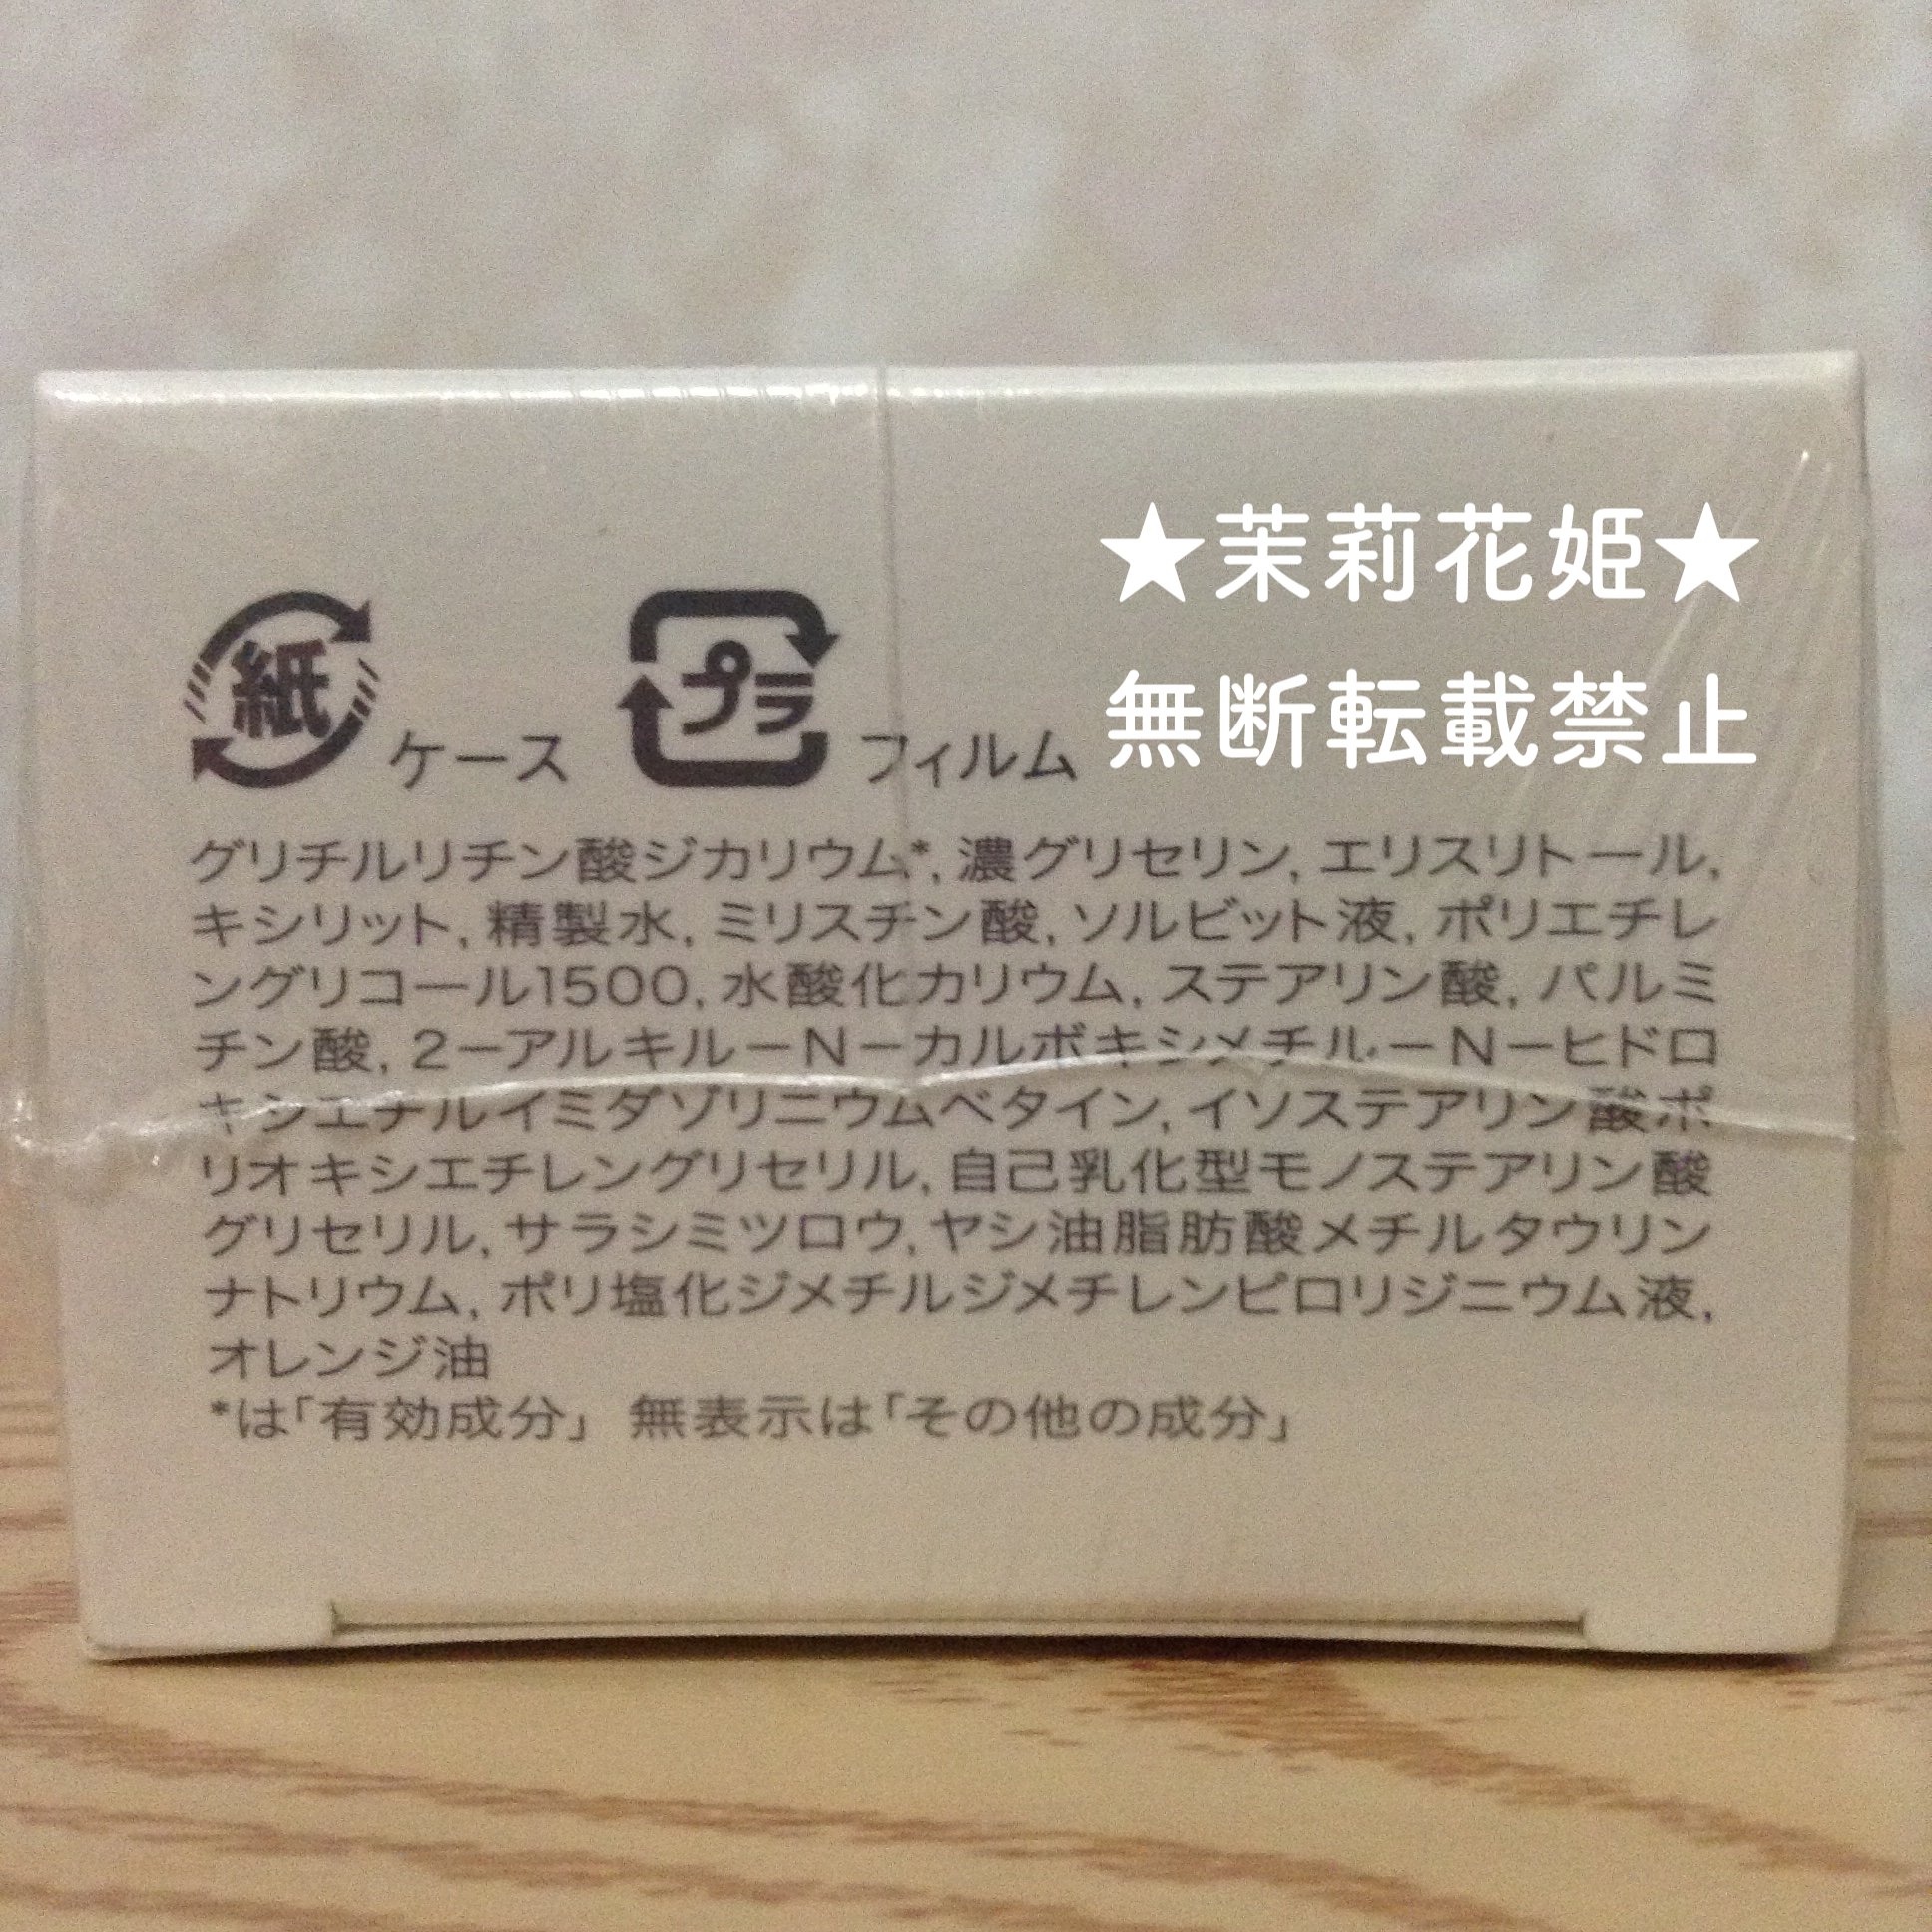 ★茉莉花姫★
無断転載禁止
紙 ケース プラ フィルム
グリチルリチン酸ジカリウム*, 濃グリセリン, エリスリトール,
キシリット, 精製水, ミリスチン酸, ソルビット液, ポリエチレ
ングリコール1500, 水酸化カリウム, ステアリン酸, パルミ
チン酸, 2－アルキル－N－カルボキシメチル－N－ヒドロ
キシエチルイミダゾリニウムベタイン, イソステアリン酸ポ
リオキシエチレングリセリル, 自己乳化型モノステアリン酸
グリセリル, サラシミツロウ, ヤシ油脂肪酸メチルタウリン
ナトリウム, ポリ塩化ジメチルジメチレンピロリジニウム液,
オレンジ油
*は「有効成分」 無表示は「その他の成分」